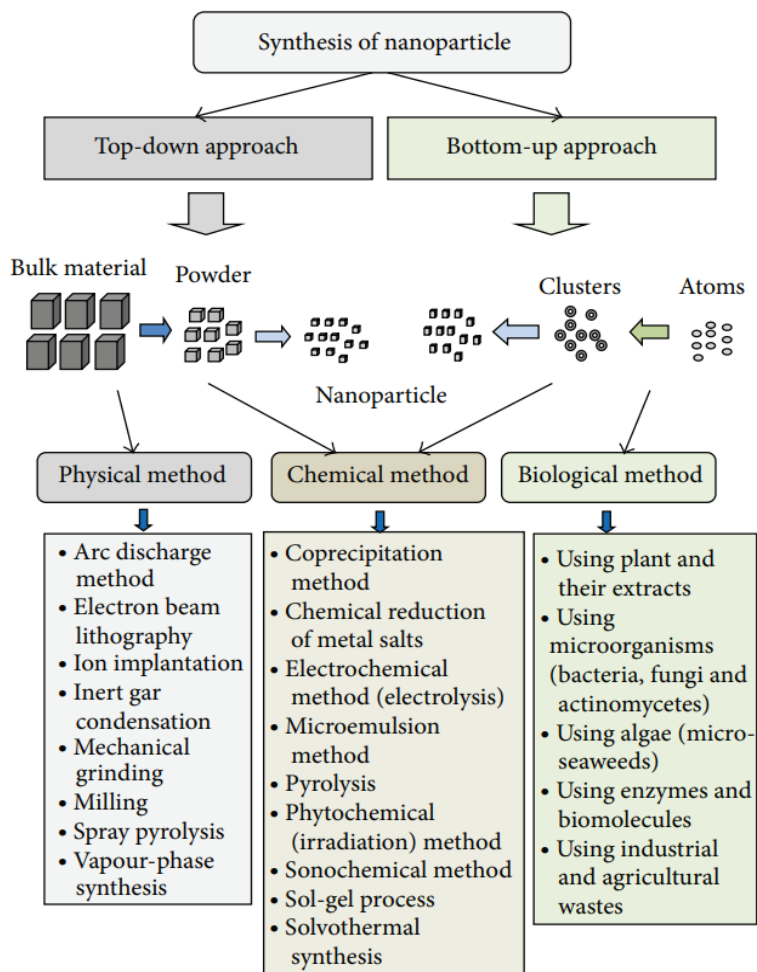 Synthesis of nanoparticle
Top-down approach
Bottom-up approach
Bulk material
Powder
Clusters
Atoms
Nanoparticle
Physical method
Chemical method
Biological method
• Arc discharge
method
• Electron beam
lithography
• Ion implantation
• Inert gar
condensation
• Mechanical
grinding
• Milling
• Spray pyrolysis
• Vapour-phase
synthesis
• Coprecipitation
method
• Chemical reduction
of metal salts
• Electrochemical
method (electrolysis)
• Microemulsion
method
• Pyrolysis
• Phytochemical
(irradiation) method
• Sonochemical method
• Sol-gel process
• Solvothermal
synthesis
• Using plant and
their extracts
• Using
microorganisms
(bacteria, fungi and
actinomycetes)
• Using algae (micro-
seaweeds)
• Using enzymes and
biomolecules
• Using industrial
and agricultural
wastes